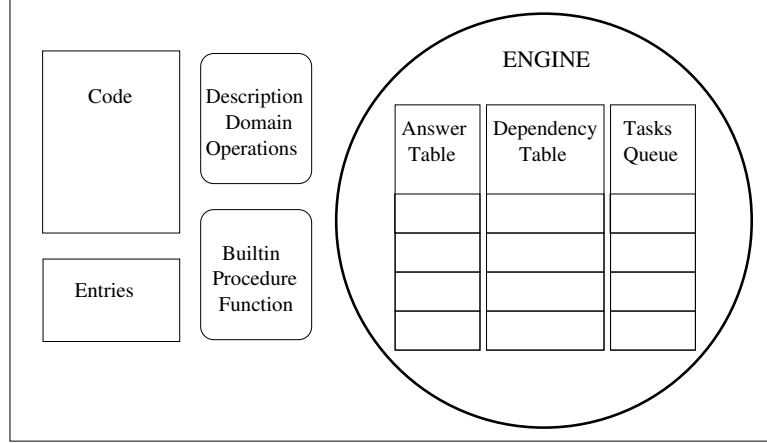 Code
Description
Domain
Operations
Entries
Builtin
Procedure
Function
ENGINE
Answer
Table
Dependency
Table
Tasks
Queue